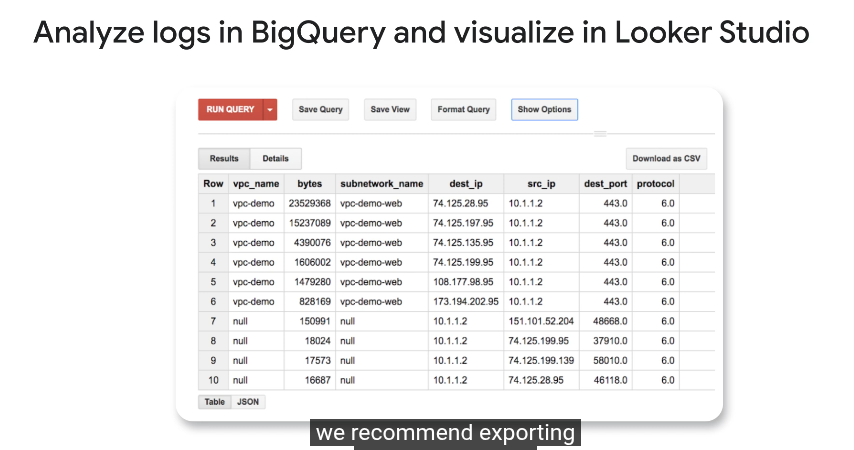 Analyze logs in BigQuery and visualize in Looker Studio
RUN QUERY Save Query Save View Format Query Show Options
Results Details Download as CSV
Row vpc_name bytes subnetwork_name dest_ip src_ip dest_port protocol
1 vpc-demo 23529368 vpc-demo-web 74.125.28.95 10.1.1.2 443.0 6.0
2 vpc-demo 15237089 vpc-demo-web 74.125.197.95 10.1.1.2 443.0 6.0
3 vpc-demo 4390076 vpc-demo-web 74.125.135.95 10.1.1.2 443.0 6.0
4 vpc-demo 1606002 vpc-demo-web 74.125.199.95 10.1.1.2 443.0 6.0
5 vpc-demo 1479280 vpc-demo-web 108.177.98.95 10.1.1.2 443.0 6.0
6 vpc-demo 828169 vpc-demo-web 173.194.202.95 10.1.1.2 443.0 6.0
7 null 150991 null 10.1.1.2 151.101.52.204 48668.0 6.0
8 null 18024 null 10.1.1.2 74.125.199.95 37910.0 6.0
9 null 17573 null 10.1.1.2 74.125.199.139 58010.0 6.0
10 null 16687 null 10.1.1.2 74.125.28.95 46118.0 6.0
Table JSON
we recommend exporting